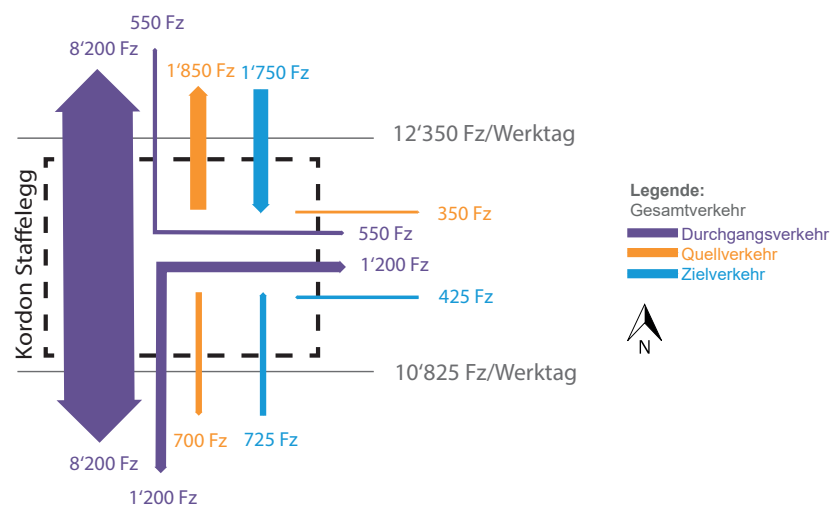 550 Fz
8‘200 Fz
1‘850 Fz
1‘750 Fz
12‘350 Fz/Werktag
Kordon Staffelegg
350 Fz
550 Fz
1‘200 Fz
425 Fz
10‘825 Fz/Werktag
700 Fz
725 Fz
8‘200 Fz
1‘200 Fz
Legende:
Gesamtverkehr
Durchgangsverkehr
Quellverkehr
Zielverkehr
N